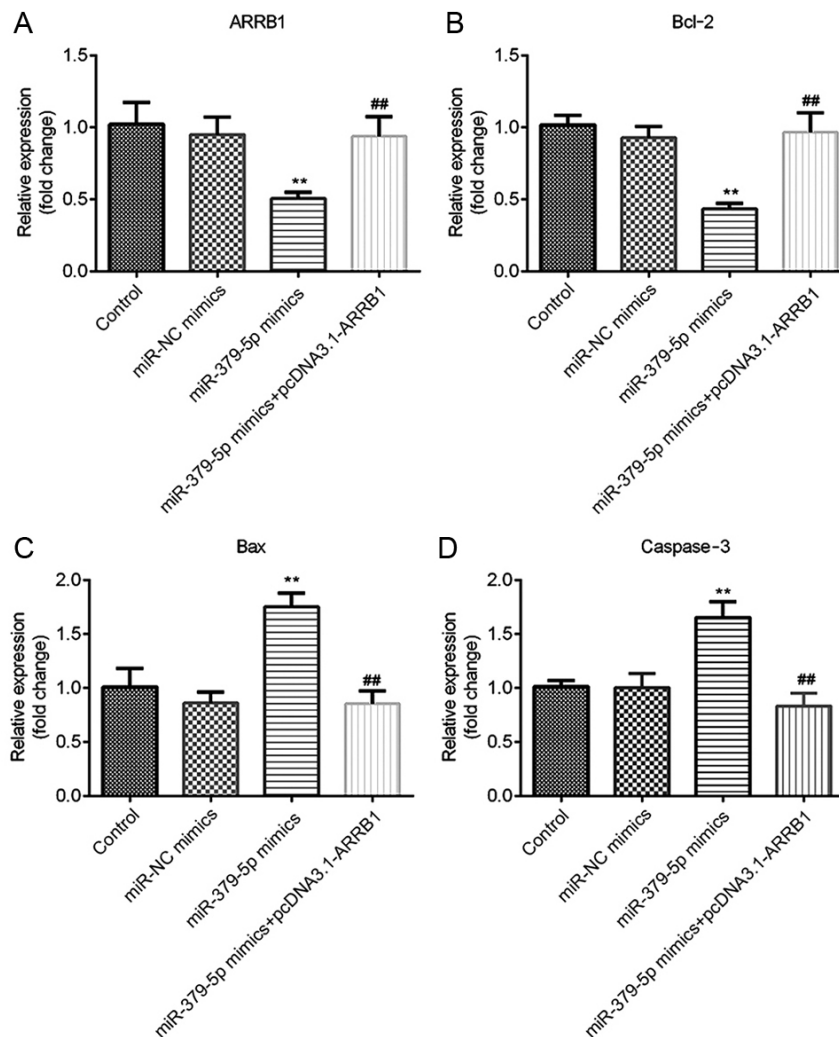 A
ARRB1
Relative expression
(fold change)
1.5
1.0
0.5
0.0
**
##
Control
miR-NC mimics
miR-379-5p mimics
miR-379-5p mimics+pcDNA3.1-ARRB1
B
Bcl-2
Relative expression
(fold change)
1.5
1.0
0.5
0.0
**
##
Control
miR-NC mimics
miR-379-5p mimics
miR-379-5p mimics+pcDNA3.1-ARRB1
C
Bax
Relative expression
(fold change)
2.0
1.5
1.0
0.5
0.0
**
##
Control
miR-NC mimics
miR-379-5p mimics
miR-379-5p mimics+pcDNA3.1-ARRB1
D
Caspase-3
Relative expression
(fold change)
2.0
1.5
1.0
0.5
0.0
**
##
Control
miR-NC mimics
miR-379-5p mimics
miR-379-5p mimics+pcDNA3.1-ARRB1